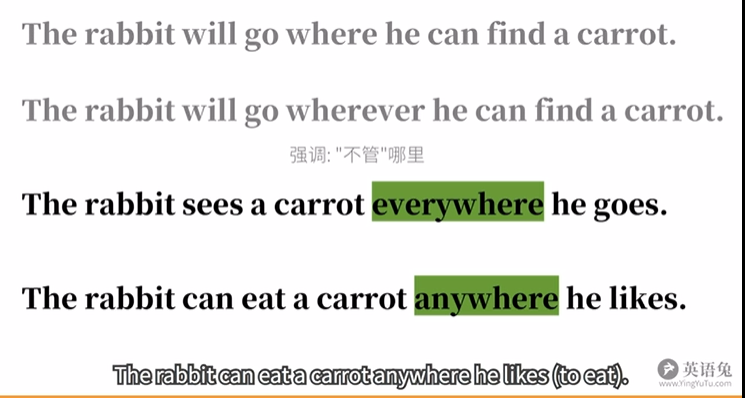 The rabbit will go where he can find a carrot.
The rabbit will go wherever he can find a carrot.
强调: "不管"哪里
The rabbit sees a carrot everywhere he goes.
The rabbit can eat a carrot anywhere he likes.
The rabbit can eat a carrot anywhere he likes (to eat).
英语兔
www.YingYuTu.com